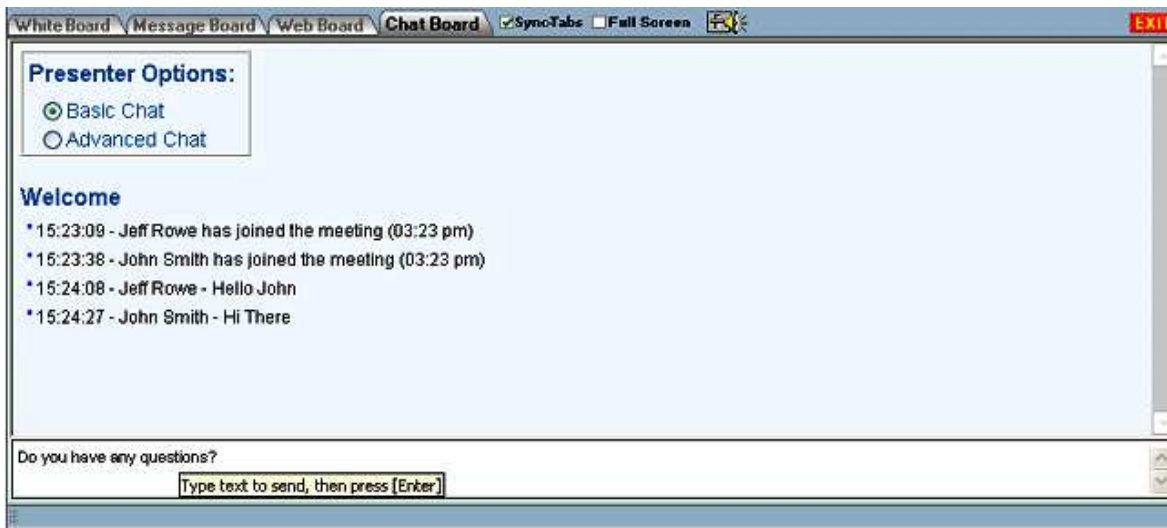 White Board Message Board Web Board Chat Board SyncTabs Full Screen EXIT
Presenter Options:
Basic Chat
Advanced Chat
Welcome
15:23:09 - Jeff Rowe has joined the meeting (03:23 pm)
15:23:38 - John Smith has joined the meeting (03:23 pm)
15:24:08 - Jeff Rowe - Hello John
15:24:27 - John Smith - Hi There
Do you have any questions?
Type text to send, then press [Enter]